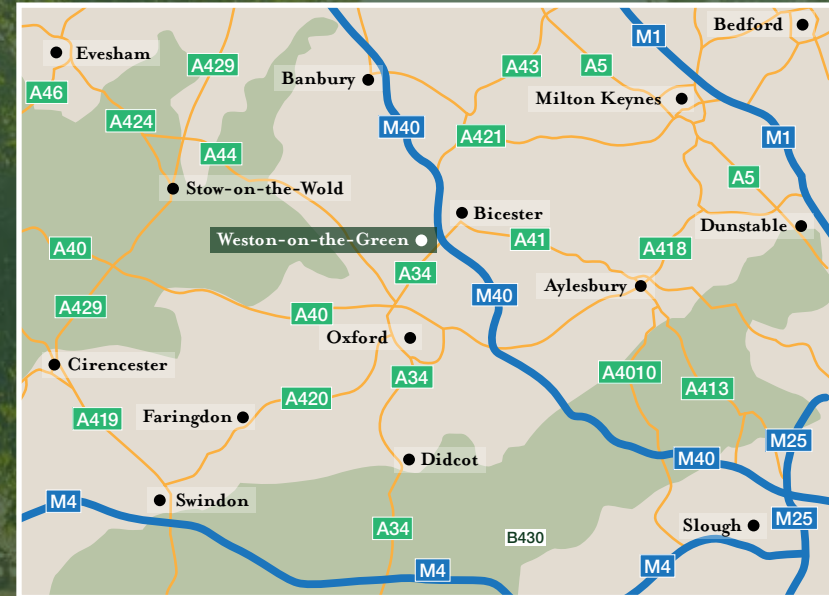 Bedford
M1
Evesham
A429
A43
A5
Banbury
A46
Milton Keynes
A424
M40
A421
M1
A44
A5
Stow-on-the-Wold
Bicester
Dunstable
Weston-on-the-Green
A41
A40
A418
A34
Aylesbury
M40
A429
A40
Oxford
Cirencester
A34
A4010
A413
A420
A419
Faringdon
M25
Didcot
M40
M4
Swindon
M25
A34
B430
Slough
M4
M4